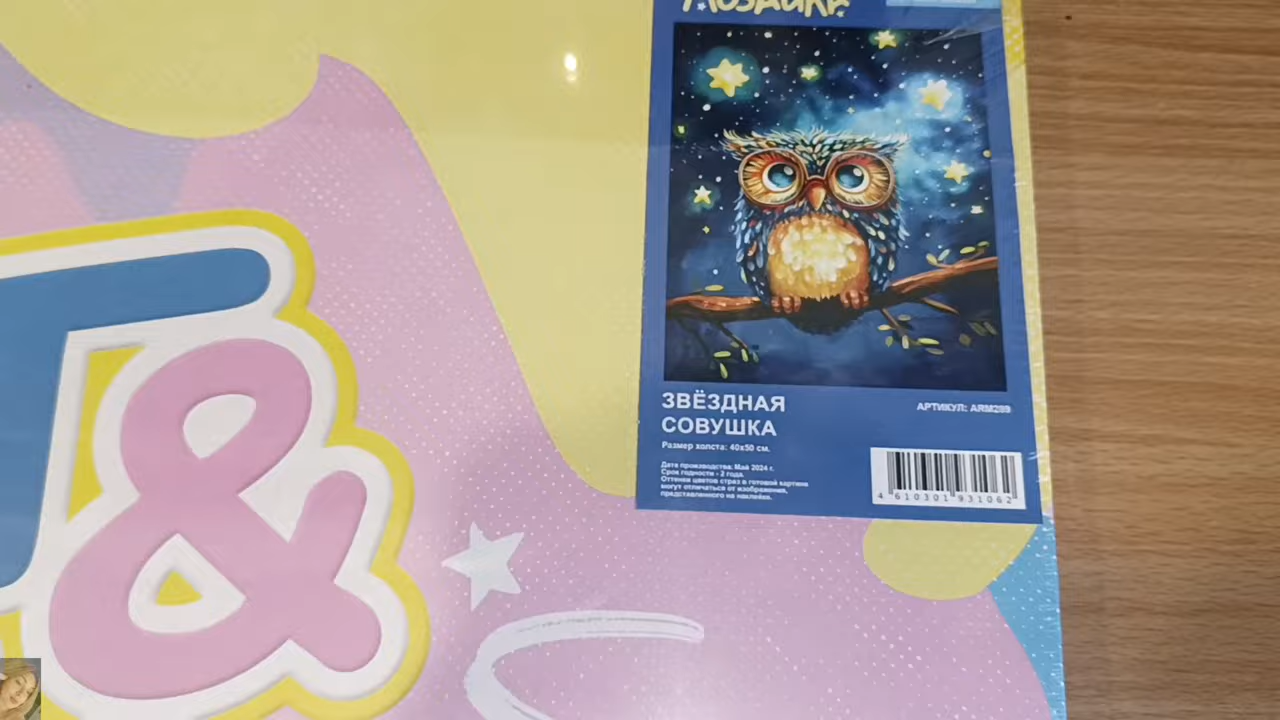 Мозаика
ЗВЁЗДНАЯ
СОВУШКА
АРТИКУЛ: ARM289
Размер холста: 40x50 см.
Дата производства: Май 2024 г.
Срок годности - 2 года.
Оттенки цветов страз в готовой картине
могут отличаться от изображения,
представленного на наклейке.
4 610301 931062
&